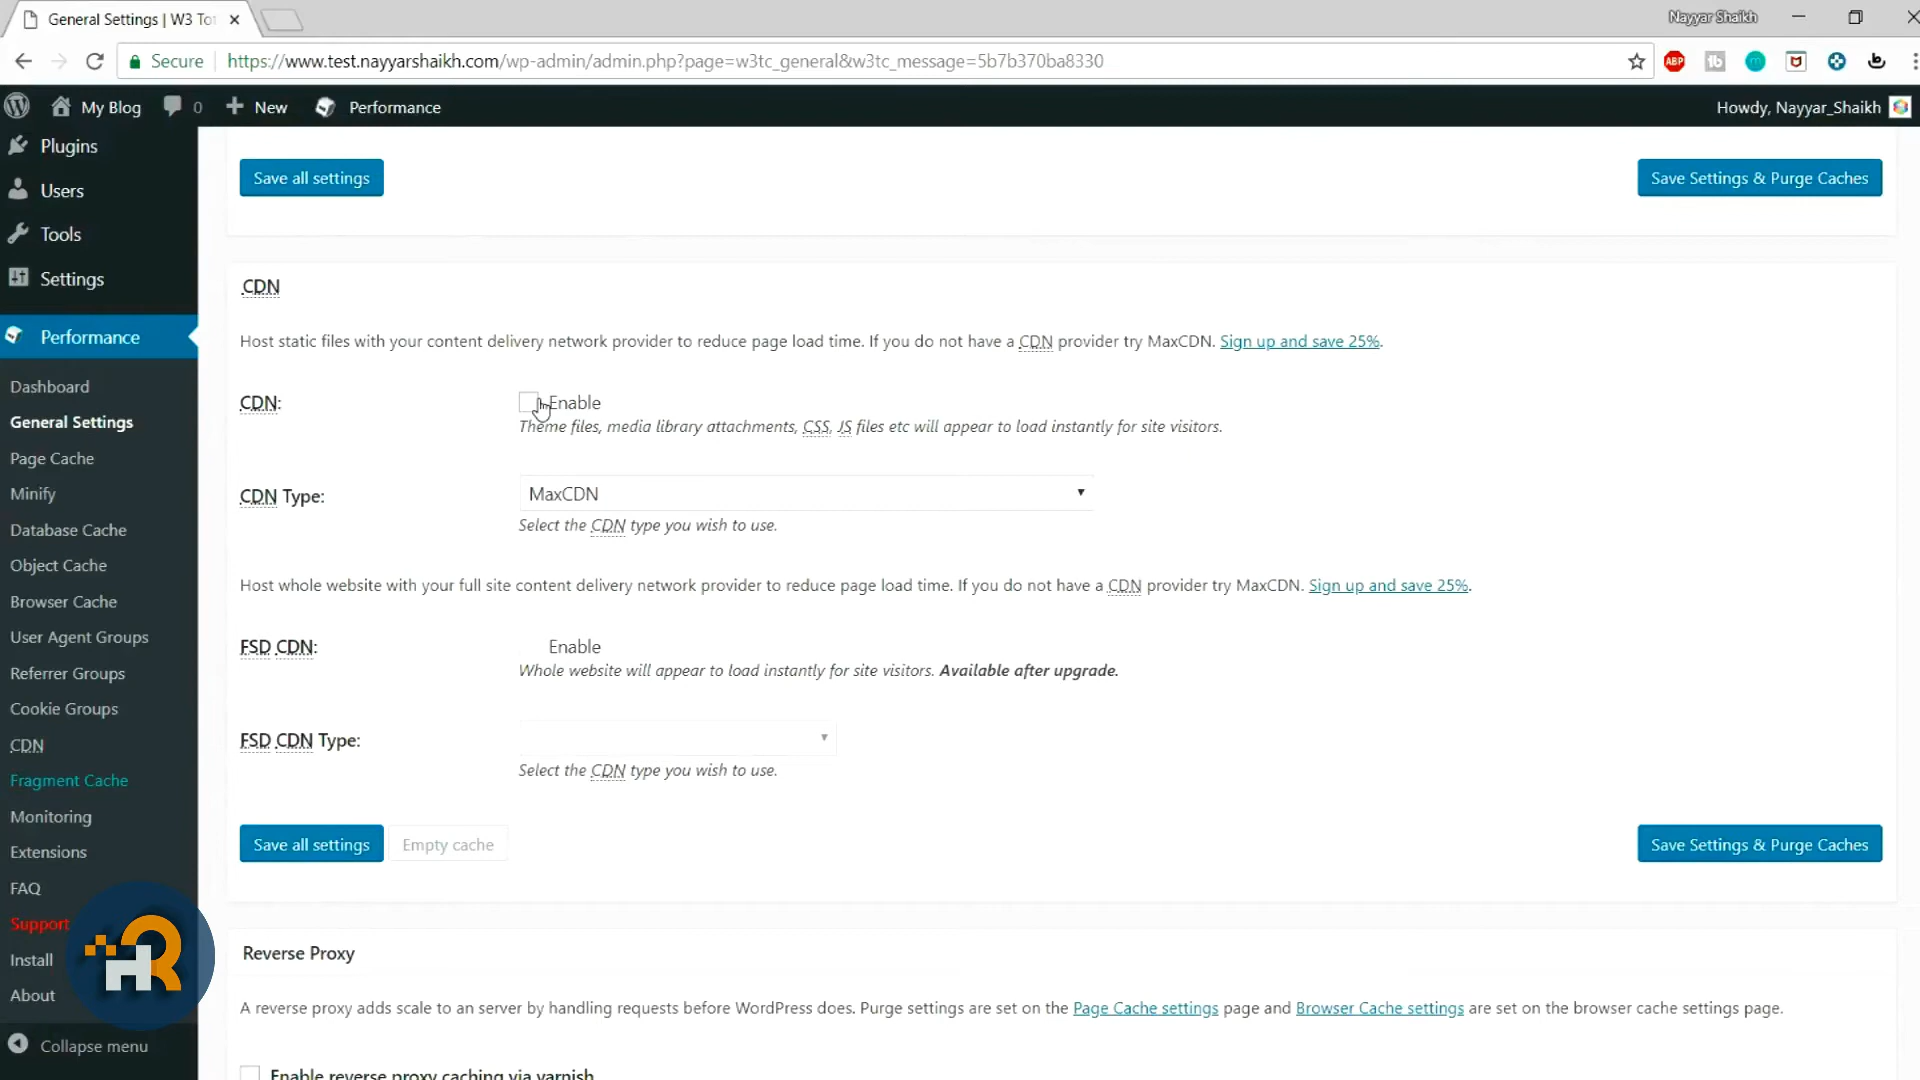 General Settings | W3 To
Nayyar Shaikh
Secure
https://www.test.nayyarshaikh.com/wp-admin/admin.php?page=w3tc_general&w3tc_message=5b7b370ba8330
ABP
My Blog
0
New
Performance
Howdy, Nayyar_Shaikh
Plugins
Users
Tools
Settings
Performance
Dashboard
General Settings
Page Cache
Minify
Database Cache
Object Cache
Browser Cache
User Agent Groups
Referrer Groups
Cookie Groups
CDN
Fragment Cache
Monitoring
Extensions
FAQ
Support
Install
About
Collapse menu
HR
Save all settings
Save Settings & Purge Caches
CDN
Host static files with your content delivery network provider to reduce page load time. If you do not have a CDN provider try MaxCDN. Sign up and save 25%.
CDN:
Enable
Theme files, media library attachments, CSS, JS files etc will appear to load instantly for site visitors.
CDN Type:
MaxCDN
Select the CDN type you wish to use.
Host whole website with your full site content delivery network provider to reduce page load time. If you do not have a CDN provider try MaxCDN. Sign up and save 25%.
FSD CDN:
Enable
Whole website will appear to load instantly for site visitors. Available after upgrade.
FSD CDN Type:
Select the CDN type you wish to use.
Save all settings
Empty cache
Save Settings & Purge Caches
Reverse Proxy
A reverse proxy adds scale to an server by handling requests before WordPress does. Purge settings are set on the Page Cache settings page and Browser Cache settings are set on the browser cache settings page.
Enable reverse proxy caching via varnish